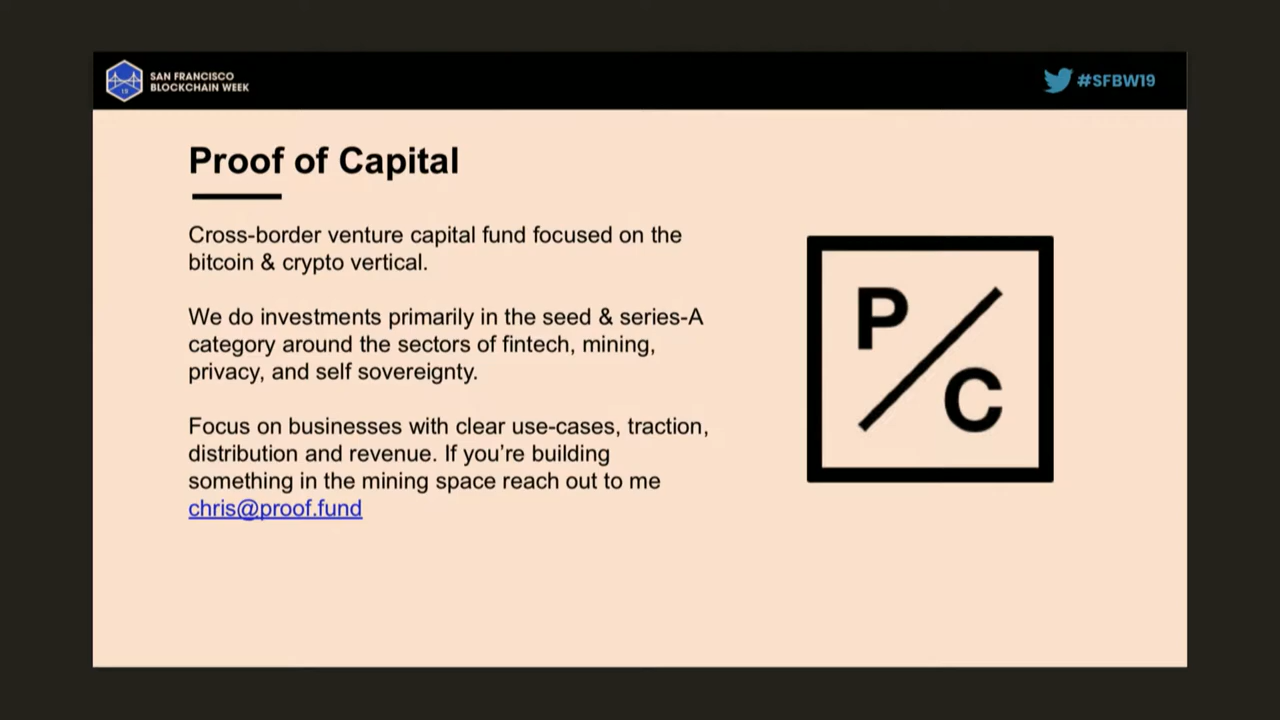 SAN FRANCISCO
BLOCKCHAIN WEEK
#SFBW19
Proof of Capital
Cross-border venture capital fund focused on the
bitcoin & crypto vertical.
We do investments primarily in the seed & series-A
category around the sectors of fintech, mining,
privacy, and self sovereignty.
Focus on businesses with clear use-cases, traction,
distribution and revenue. If you’re building
something in the mining space reach out to me
chris@proof.fund
P
C